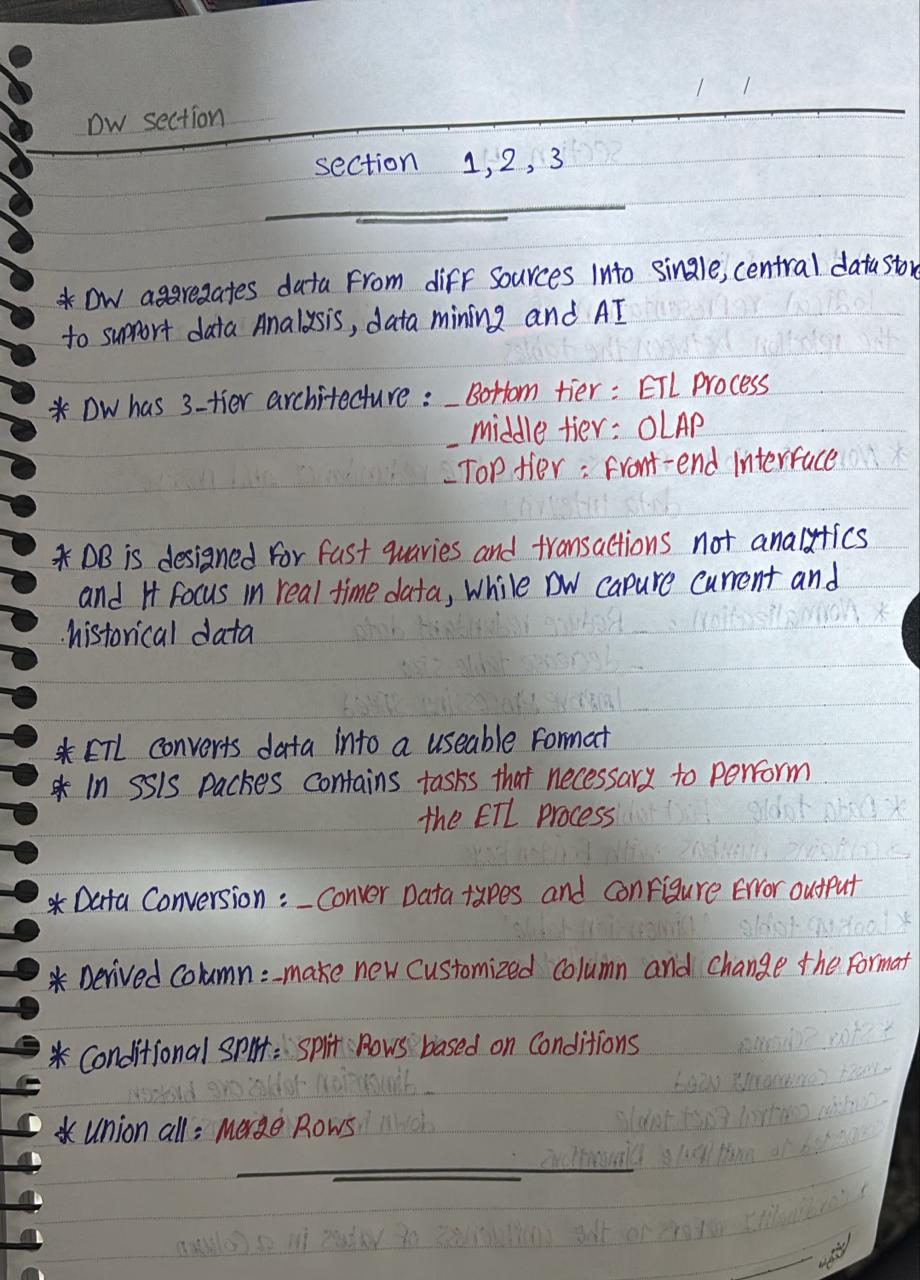 DW section
/ /
section 1,2,3
* DW aggregates data From diff sources Into single, central data store
to support data Analysis, data mining and AI
* DW has 3-tier architecture : - Bottom tier : ETL Process
- middle tier : OLAP
- Top tier : front-end Interface
* DB is designed For fast quaries and transactions not analytics
and It Focus in real time data, while DW capure current and
historical data
* ETL converts data into a useable Format
* In SSIS packes contains tasks that necessary to perform
the ETL Process
* Data Conversion : - Conver Data types and configure Error output
* Derived column : - make new customized column and change the format
* Conditional split : split Rows based on Conditions
* Union all : Merge Rows